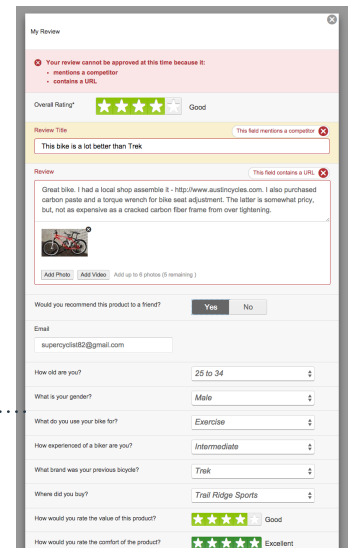 My Review
Your review cannot be approved at this time because it:
• mentions a competitor
• contains a URL
Overall Rating*
Good
Review Title
This field mentions a competitor
This bike is a lot better than Trek
Review
This field contains a URL
Great bike. I had a local shop assemble it - http://www.austincycles.com. I also purchased
carbon paste and a torque wrench for bike seat adjustment. The latter is somewhat pricy,
but, not as expensive as a cracked carbon fiber frame from over tightening.
Add Photo Add Video Add up to 6 photos (5 remaining )
Would you recommend this product to a friend? Yes No
Email
supercyclist82@gmail.com
How old are you? 25 to 34
What is your gender? Male
What do you use your bike for? Exercise
How experienced of a biker are you? Intermediate
What brand was your previous bicycle? Trek
Where did you buy? Trail Ridge Sports
How would you rate the value of this product? Good
How would you rate the comfort of the product? Excellent